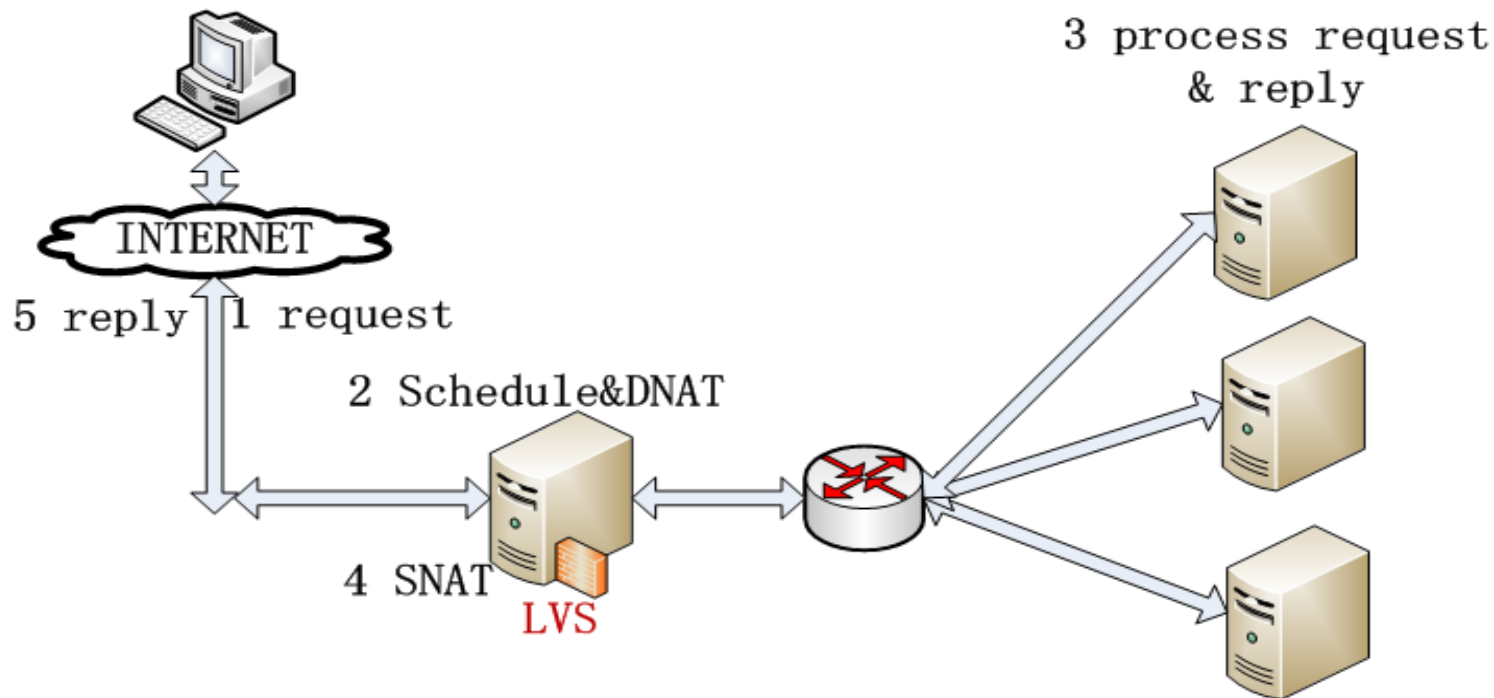 3 process request
& reply
INTERNET
5 reply
1 request
2 Schedule&DNAT
4 SNAT
LVS